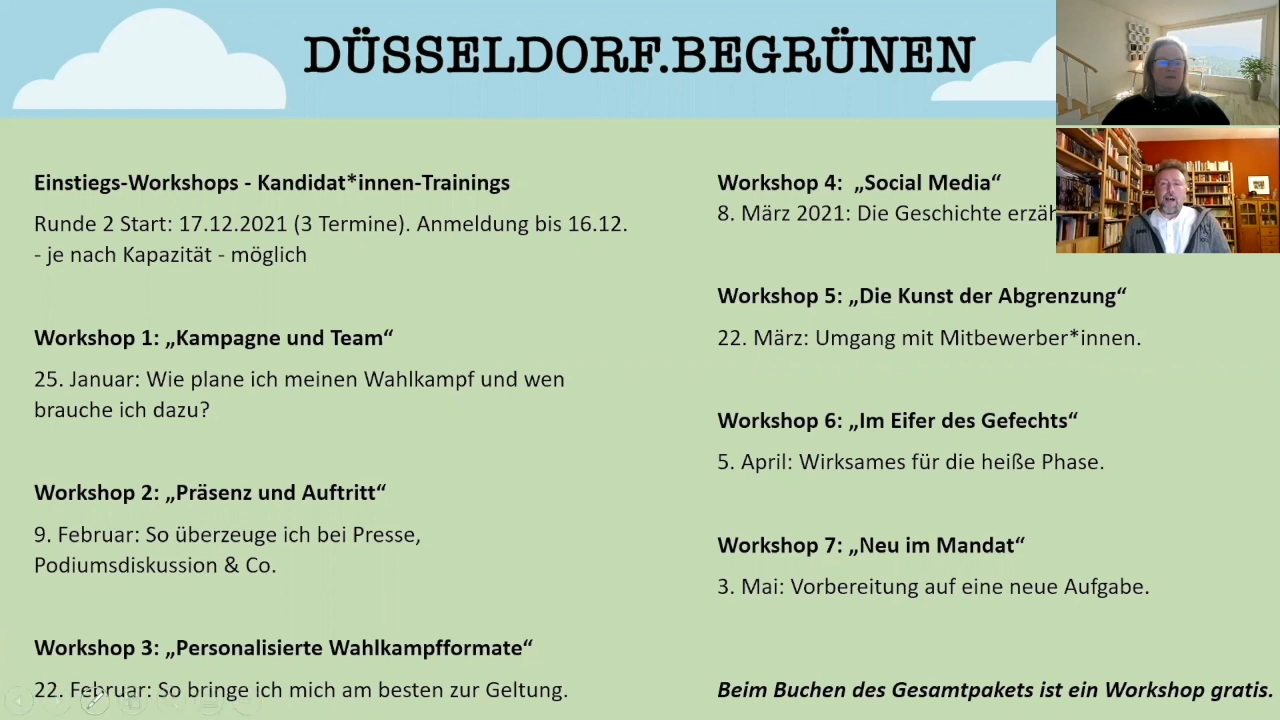 DÜSSELDORF.BEGRÜNEN
Einstiegs-Workshops - Kandidat*innen-Trainings
Runde 2 Start: 17.12.2021 (3 Termine). Anmeldung bis 16.12.
- je nach Kapazität - möglich
Workshop 1: „Kampagne und Team“
25. Januar: Wie plane ich meinen Wahlkampf und wen
brauche ich dazu?
Workshop 2: „Präsenz und Auftritt“
9. Februar: So überzeuge ich bei Presse,
Podiumsdiskussion & Co.
Workshop 3: „Personalisierte Wahlkampfformate“
22. Februar: So bringe ich mich am besten zur Geltung.
Workshop 4: „Social Media“
8. März 2021: Die Geschichte
Workshop 5: „Die Kunst der Abgrenzung“
22. März: Umgang mit Mitbewerber*innen.
Workshop 6: „Im Eifer des Gefechts“
5. April: Wirksames für die heiße Phase.
Workshop 7: „Neu im Mandat“
3. Mai: Vorbereitung auf eine neue Aufgabe.
Beim Buchen des Gesamtpakets ist ein Workshop gratis.